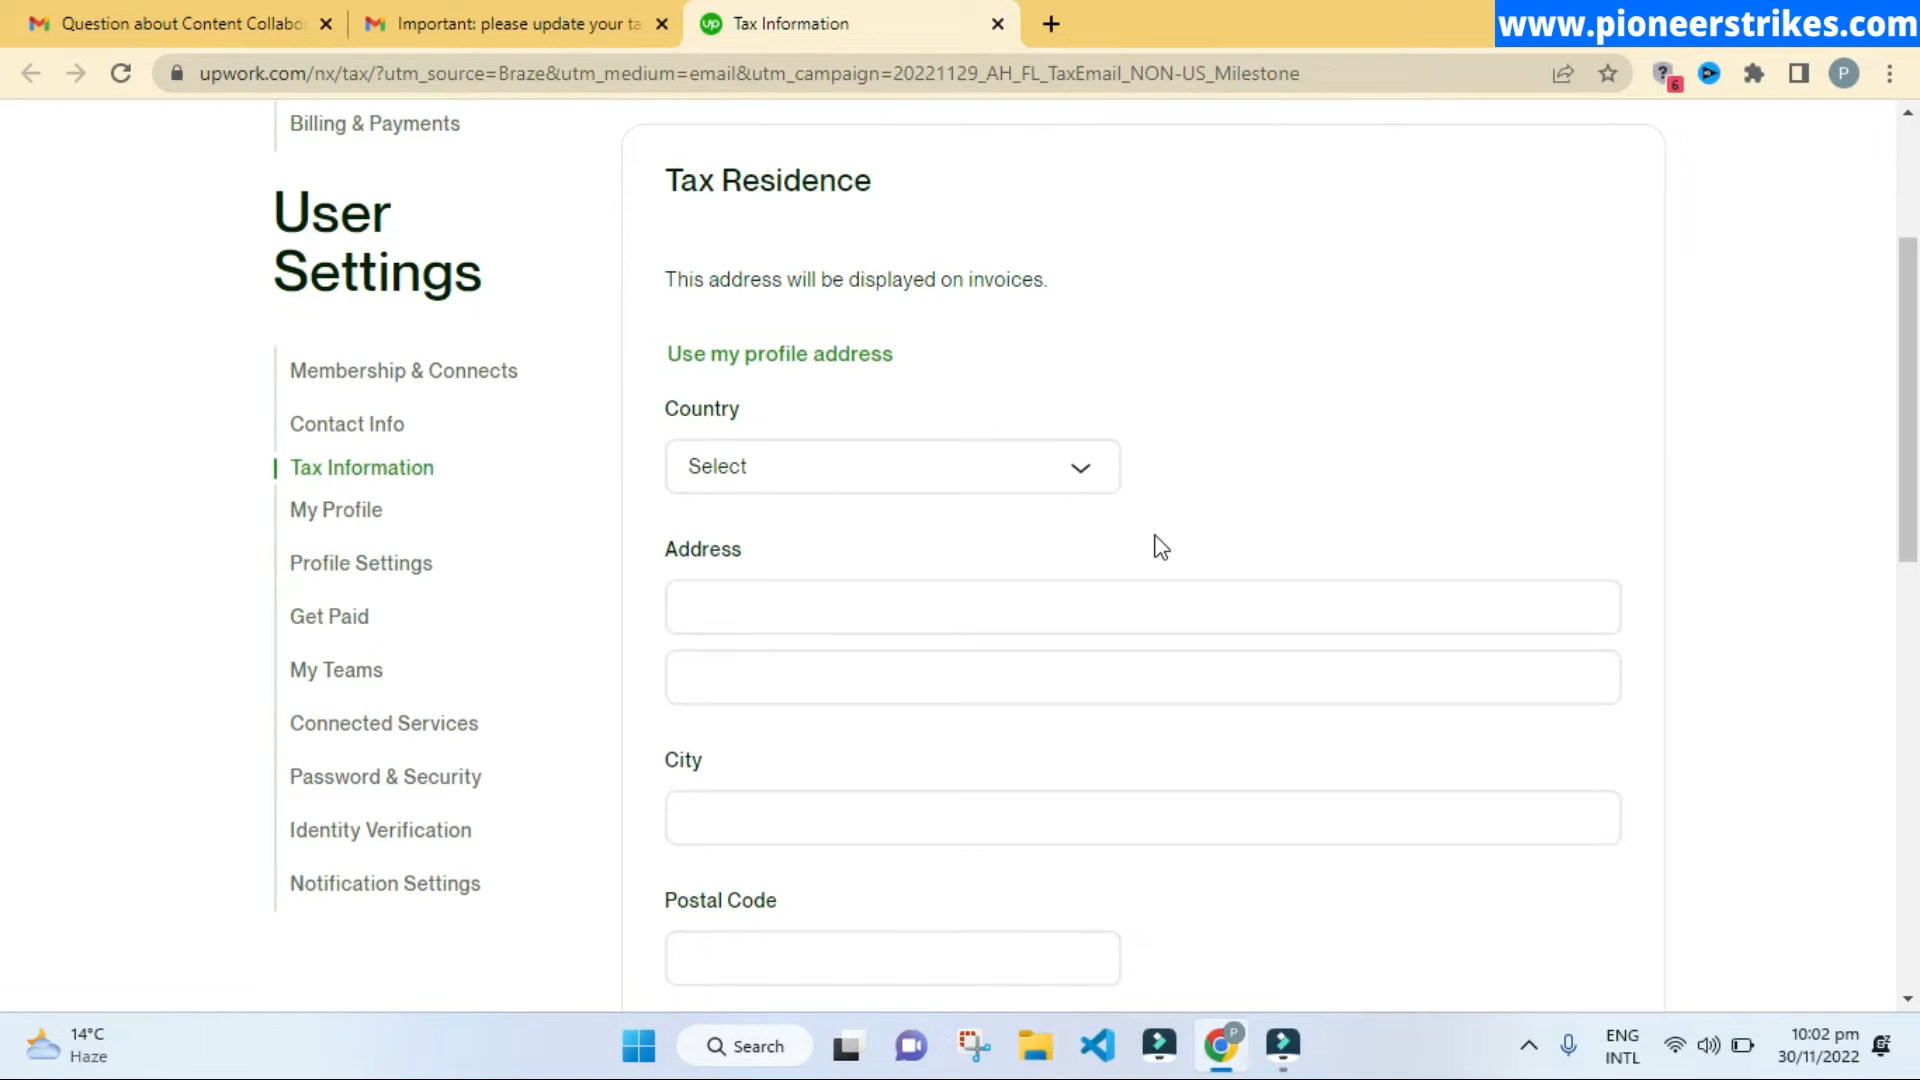 Question about Content Collabo
Important: please update your ta
Tax Information
www.pioneerstrikes.com
upwork.com/nx/tax/?utm_source=Braze&utm_medium=email&utm_campaign=20221129_AH_FL_TaxEmail_NON-US_Milestone
6
P
Billing & Payments
User
Settings
Membership & Connects
Contact Info
Tax Information
My Profile
Profile Settings
Get Paid
My Teams
Connected Services
Password & Security
Identity Verification
Notification Settings
Tax Residence
This address will be displayed on invoices.
Use my profile address
Country
Select
Address
City
Postal Code
14°C
Haze
Search
P
ENG
INTL
10:02 pm
30/11/2022